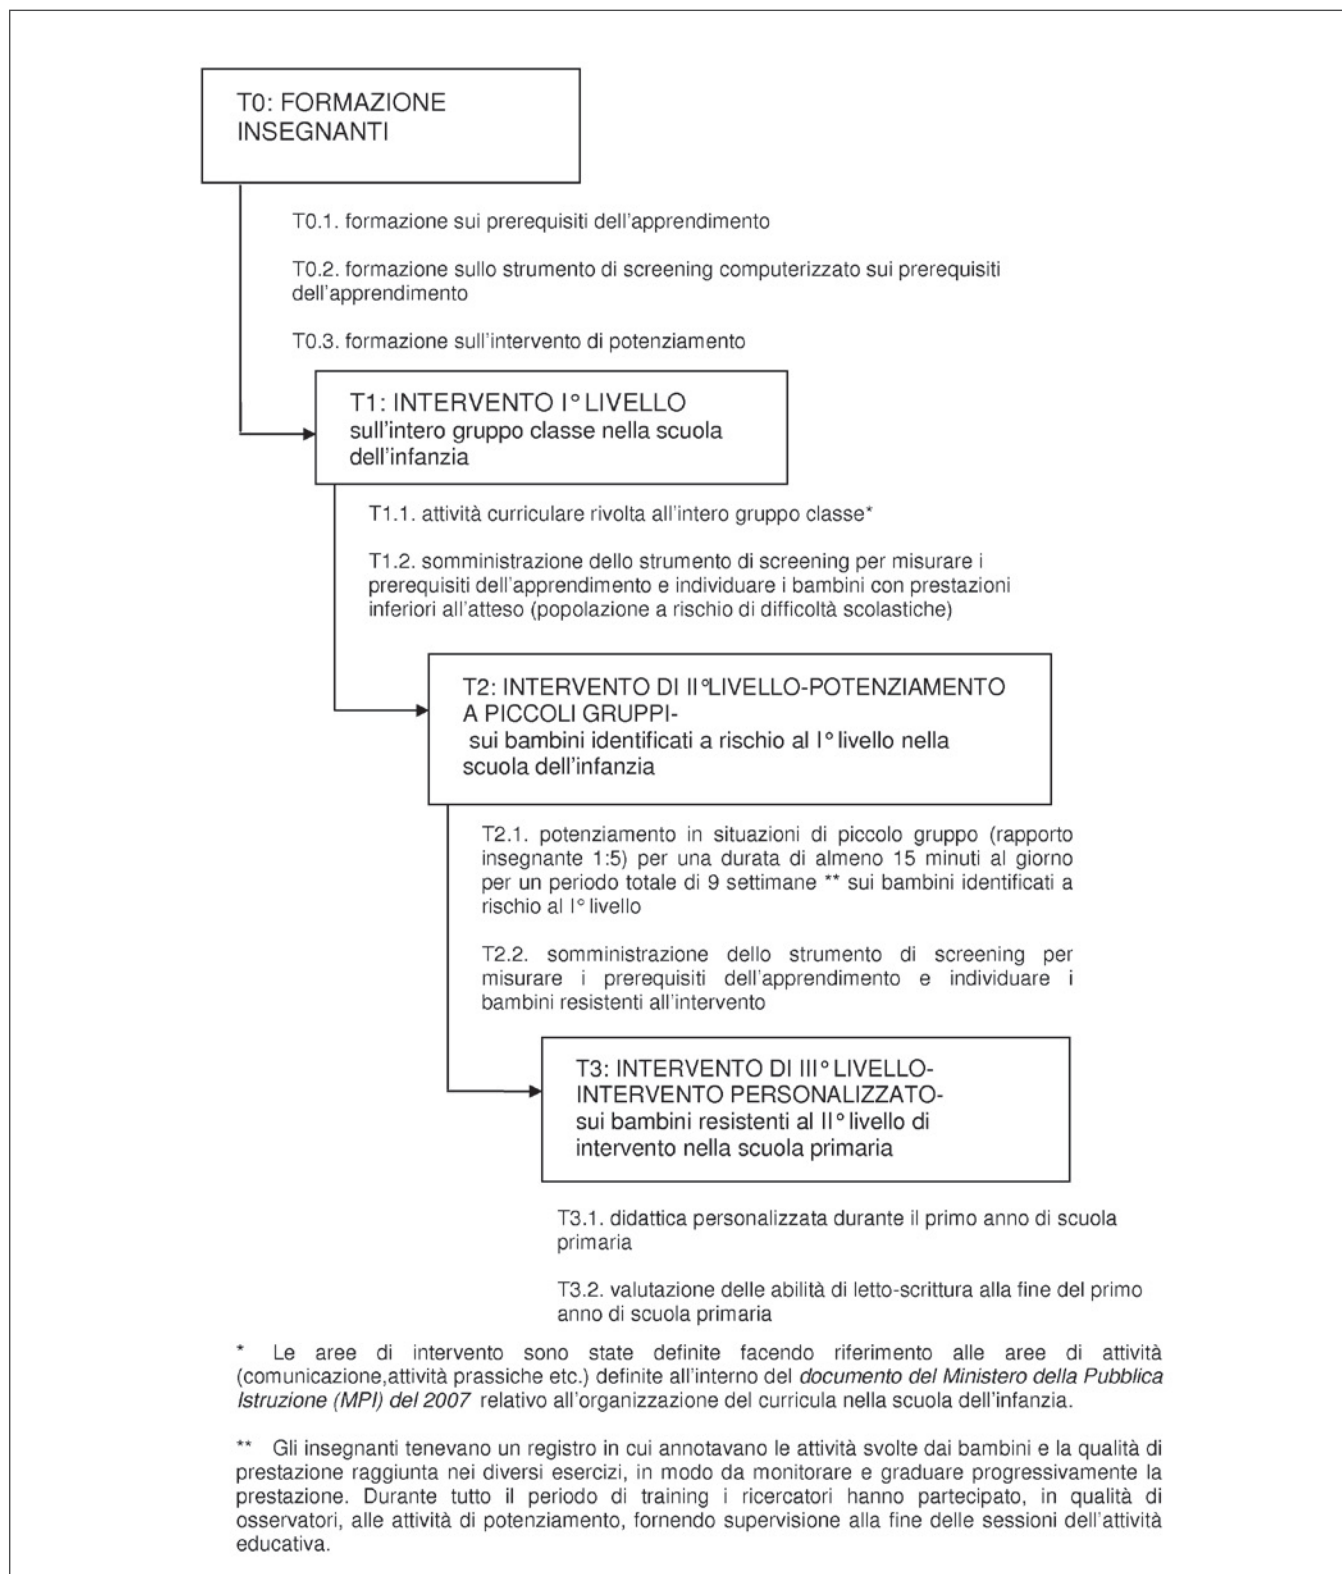 T0: FORMAZIONE
INSEGNANTI
T0.1. formazione sui prerequisiti dell'apprendimento
T0.2. formazione sullo strumento di screening computerizzato sui prerequisiti
dell'apprendimento
T0.3. formazione sull'intervento di potenziamento
T1: INTERVENTO I° LIVELLO
sull'intero gruppo classe nella scuola
dell'infanzia
T1.1. attività curriculare rivolta all'intero gruppo classe*
T1.2. somministrazione dello strumento di screening per misurare i
prerequisiti dell'apprendimento e individuare i bambini con prestazioni
inferiori all'atteso (popolazione a rischio di difficoltà scolastiche)
T2: INTERVENTO DI II°LIVELLO-POTENZIAMENTO
A PICCOLI GRUPPI-
sui bambini identificati a rischio al I° livello nella
scuola dell'infanzia
T2.1. potenziamento in situazioni di piccolo gruppo (rapporto
insegnante 1:5) per una durata di almeno 15 minuti al giorno
per un periodo totale di 9 settimane ** sui bambini identificati a
rischio al I° livello
T2.2. somministrazione dello strumento di screening per
misurare i prerequisiti dell'apprendimento e individuare i
bambini resistenti all'intervento
T3: INTERVENTO DI III° LIVELLO-
INTERVENTO PERSONALIZZATO-
sui bambini resistenti al II° livello di
intervento nella scuola primaria
T3.1. didattica personalizzata durante il primo anno di scuola
primaria
T3.2. valutazione delle abilità di letto-scrittura alla fine del primo
anno di scuola primaria
* Le aree di intervento sono state definite facendo riferimento alle aree di attività
(comunicazione,attività prassiche etc.) definite all'interno del documento del Ministero della Pubblica
Istruzione (MPI) del 2007 relativo all'organizzazione del curricula nella scuola dell'infanzia.
** Gli insegnanti tenevano un registro in cui annotavano le attività svolte dai bambini e la qualità di
prestazione raggiunta nei diversi esercizi, in modo da monitorare e graduare progressivamente la
prestazione. Durante tutto il periodo di training i ricercatori hanno partecipato, in qualità di
osservatori, alle attività di potenziamento, fornendo supervisione alla fine delle sessioni dell'attività
educativa.